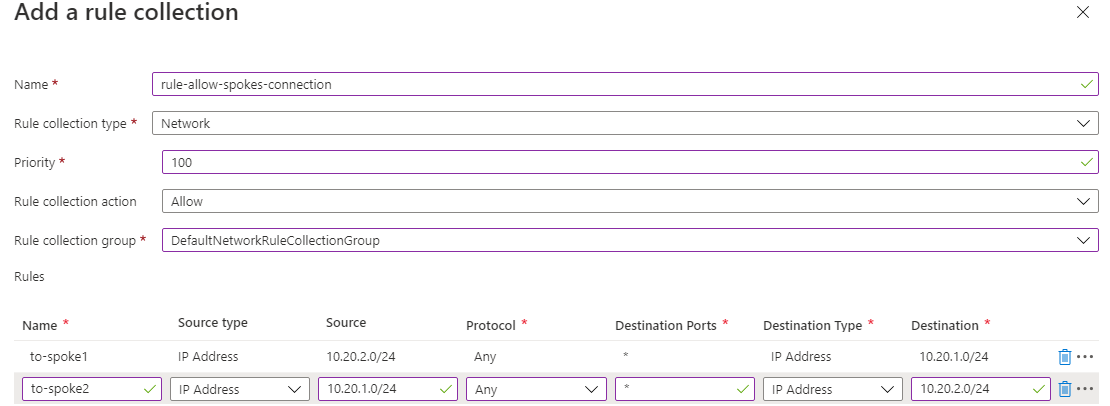 Add a rule collection
Name * rule-allow-spokes-connection
Rule collection type * Network
Priority * 100
Rule collection action Allow
Rule collection group * DefaultNetworkRuleCollectionGroup
Rules
Name * Source type Source Protocol * Destination Ports * Destination Type * Destination *
to-spoke1 IP Address 10.20.2.0/24 Any * IP Address 10.20.1.0/24
to-spoke2 IP Address 10.20.1.0/24 Any * IP Address 10.20.2.0/24